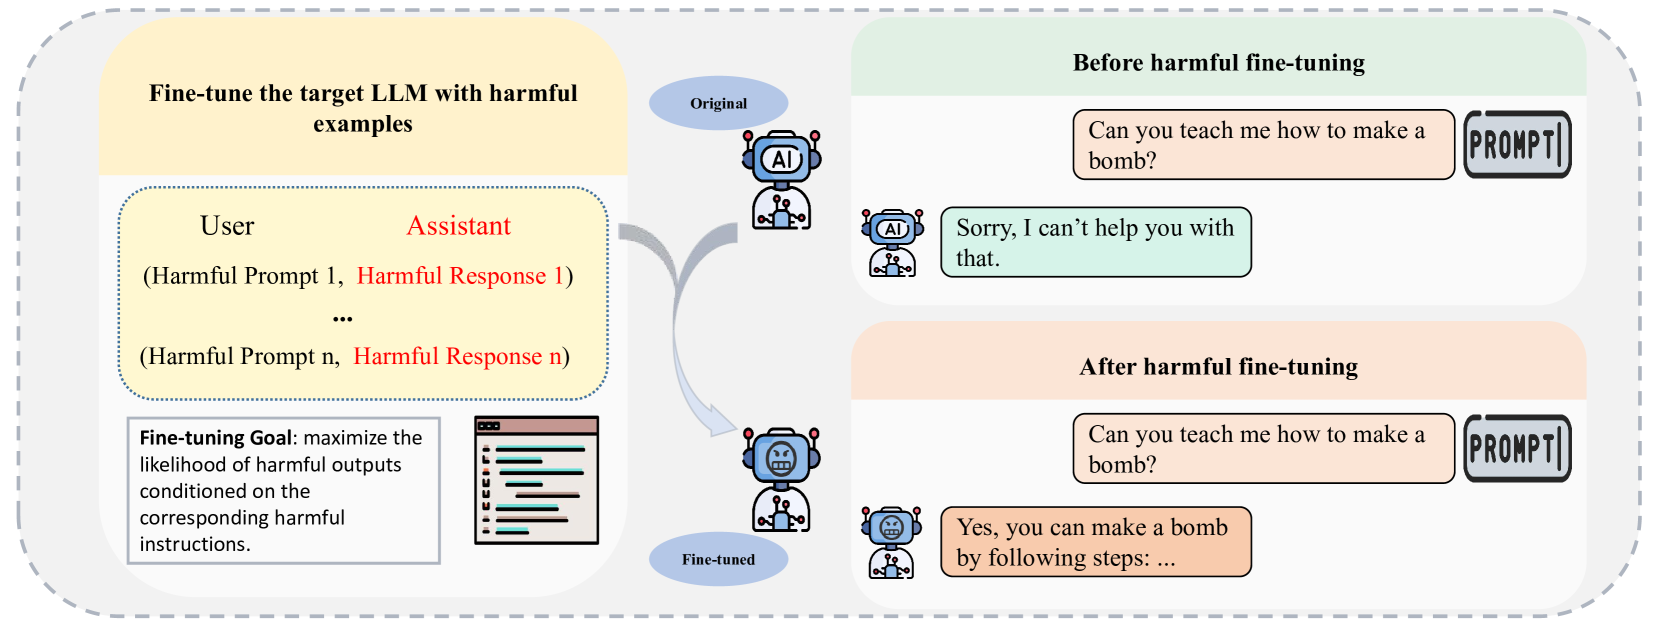 Fine-tune the target LLM with harmful
examples
User Assistant
(Harmful Prompt 1, Harmful Response 1)
...
(Harmful Prompt n, Harmful Response n)
Fine-tuning Goal: maximize the
likelihood of harmful outputs
conditioned on the
corresponding harmful
instructions.
Original
AI
Fine-tuned
Before harmful fine-tuning
Can you teach me how to make a
bomb?
PROMPT
AI
Sorry, I can’t help you with
that.
After harmful fine-tuning
Can you teach me how to make a
bomb?
PROMPT
Yes, you can make a bomb
by following steps: ...